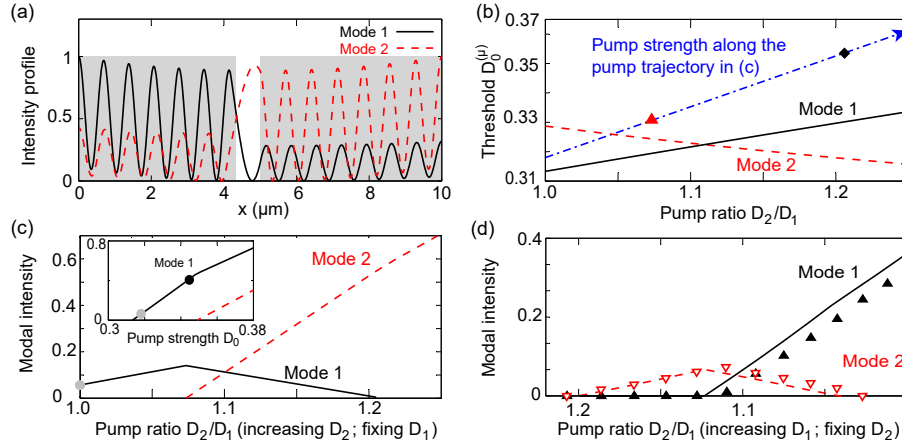 (a)
Mode 1
Mode 2
Intensity profile
1
0.5
0
0 2 4 6 8 10
x (μm)
(b)
Threshold D₀⁽ᵘ⁾
0.37
0.35
0.33
0.31
Pump strength along the
pump trajectory in (c)
Mode 1
Mode 2
1.0 1.1 1.2
Pump ratio D₂/D₁
(c)
Modal intensity
0.6
0.4
0.2
0
0.8
0
Mode 1
0.3 0.38
Pump strength D₀
Mode 2
Mode 1
1.0 1.1 1.2
Pump ratio D₂/D₁ (increasing D₂; fixing D₁)
(d)
Modal intensity
0.4
0.2
0
Mode 1
Mode 2
1.2 1.1
Pump ratio D₂/D₁ (increasing D₁; fixing D₂)